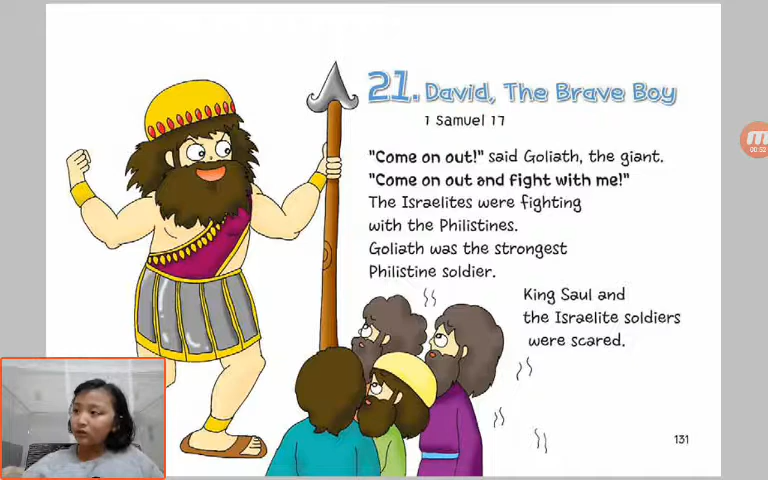 21. David, The Brave Boy
1 Samuel 17
"Come on out!" said Goliath, the giant.
"Come on out and fight with me!"
The Israelites were fighting
with the Philistines.
Goliath was the strongest
Philistine soldier.
King Saul and
the Israelite soldiers
were scared.
131
00:52